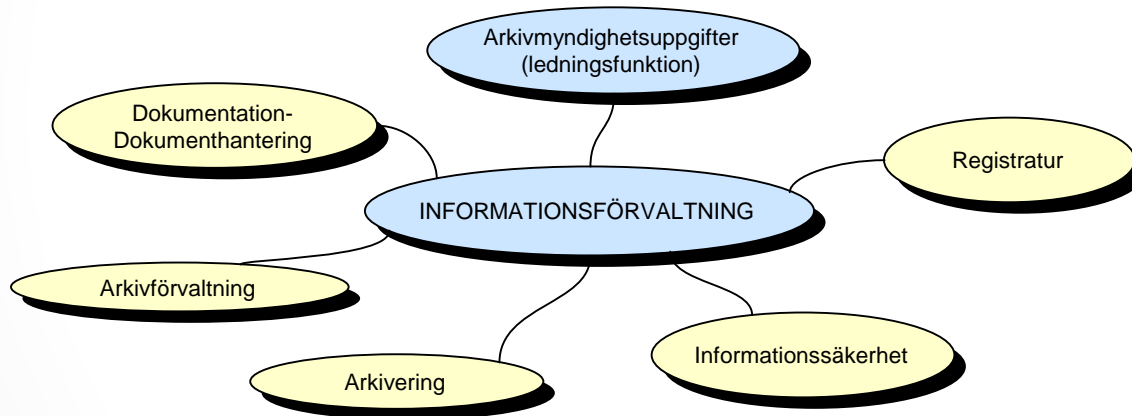 Arkivmyndighetsuppgifter
(ledningsfunktion)
Dokumentation-
Dokumenthantering
Registratur
INFORMATIONSFÖRVALTNING
Arkivförvaltning
Informationssäkerhet
Arkivering